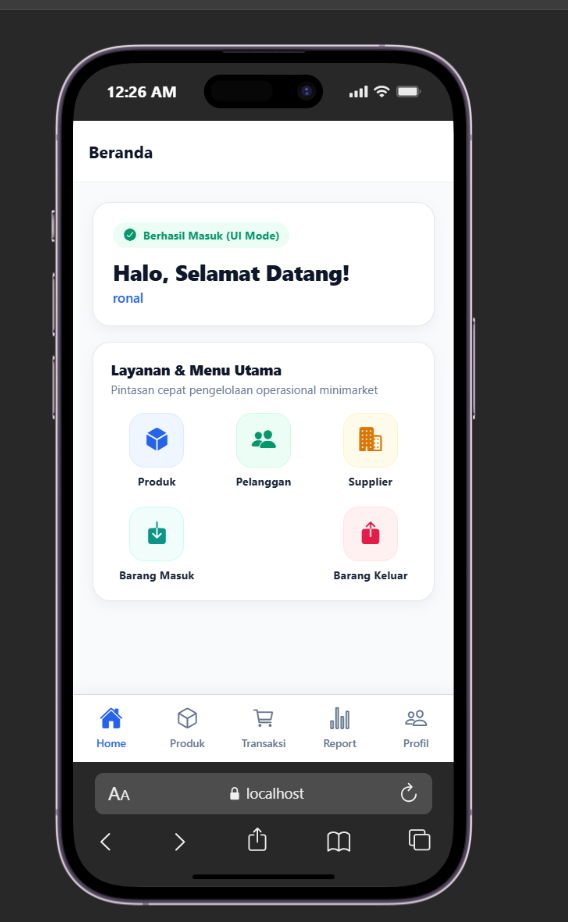 12:26 AM
Beranda
Berhasil Masuk (UI Mode)
Halo, Selamat Datang!
ronal
Layanan & Menu Utama
Pintasan cepat pengelolaan operasional minimarket
Produk Pelanggan Supplier
Barang Masuk Barang Keluar
Home Produk Transaksi Report Profil
AA localhost